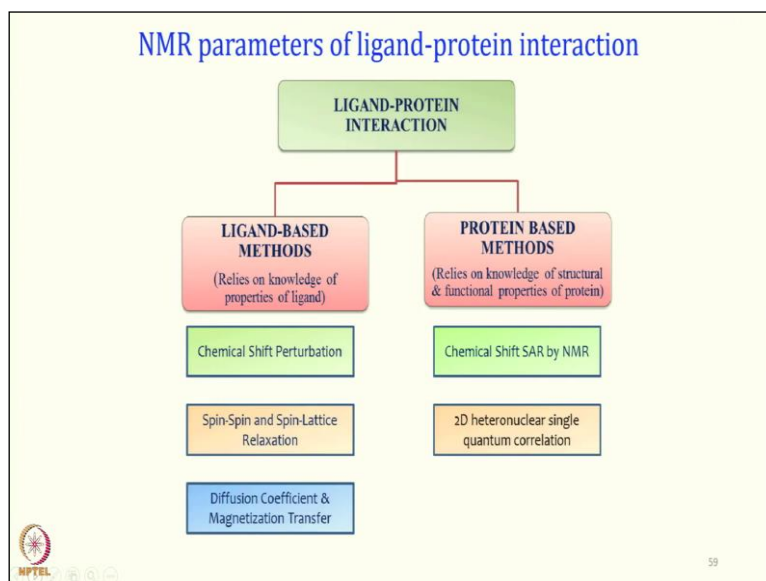 NMR parameters of ligand-protein interaction
LIGAND-PROTEIN
INTERACTION
LIGAND-BASED
METHODS
(Relies on knowledge of
properties of ligand)
PROTEIN BASED
METHODS
(Relies on knowledge of structural
& functional properties of protein)
Chemical Shift Perturbation
Chemical Shift SAR by NMR
Spin-Spin and Spin-Lattice
Relaxation
2D heteronuclear single
quantum correlation
Diffusion Coefficient &
Magnetization Transfer
NPTEL
59